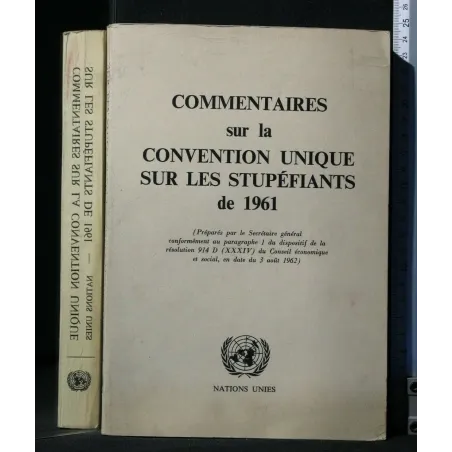 COMMENTAIRES
sur la
CONVENTION UNIQUE
SUR LES STUPÉFIANTS
de 1961
(Préparés par le Secrétaire général
conformément au paragraphe 1 du dispositif de la
résolution 914 D (XXXIV) du Conseil économique
et social, en date du 3 août 1962)
NATIONS UNIES
COMMENTAIRES SUR LA CONVENTION UNIQUE
SUR LES STUPÉFIANTS DE 1961 — NATIONS UNIES
25